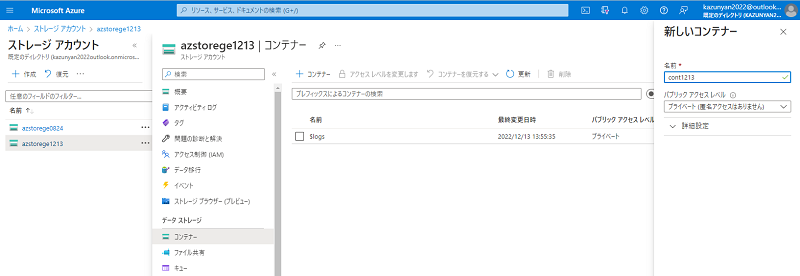 Microsoft Azure
リソース、サービス、ドキュメントの検索 (G+/)
kazunyan2022@outlook....
既定のディレクトリ (KAZUNYAN2...
ホーム > ストレージ アカウント > azstorege1213
ストレージ アカウント
既定のディレクトリ (kazunyan2022outlook.onmicros...
+ 作成
復元
...
任意のフィールドのフィルター...
名前 ↑↓
azstorege0824 ...
azstorege1213 ...
azstorege1213 | コンテナー ...
ストレージ アカウント
検索
概要
アクティビティ ログ
タグ
問題の診断と解決
アクセス制御 (IAM)
データ移行
イベント
ストレージ ブラウザー (プレビュー)
データ ストレージ
コンテナー
ファイル共有
キュー
+ コンテナー
アクセス レベルを変更します
コンテナーを復元する
更新
削除
プレフィックスによるコンテナーの検索
名前 最終変更日時 パブリック アクセス レベル
$logs 2022/12/13 13:55:35 プライベート
新しいコンテナー
名前 *
cont1213
パブリック アクセス レベル
プライベート (匿名アクセスはありません)
詳細設定